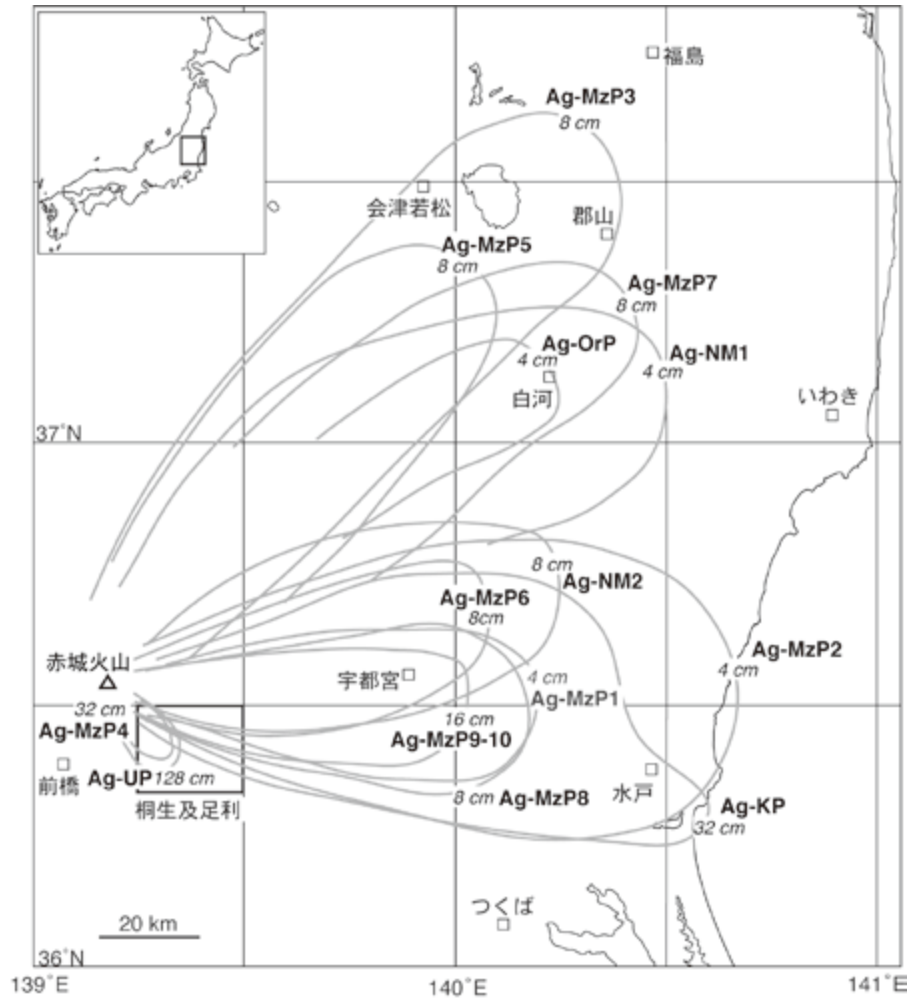 福島
Ag-MzP3
8 cm
会津若松
郡山
Ag-MzP5
8 cm
Ag-MzP7
8 cm
Ag-OrP
4 cm
Ag-NM1
4 cm
白河
いわき
37°N
8 cm
Ag-NM2
Ag-MzP6
8cm
赤城火山
宇都宮
Ag-MzP2
4 cm
4 cm
Ag-MzP1
32 cm
Ag-MzP4
16 cm
Ag-MzP9-10
前橋
Ag-UP 128 cm
8 cm Ag-MzP8
水戸
Ag-KP
32 cm
桐生及足利
つくば
20 km
36°N
139°E
140°E
141°E